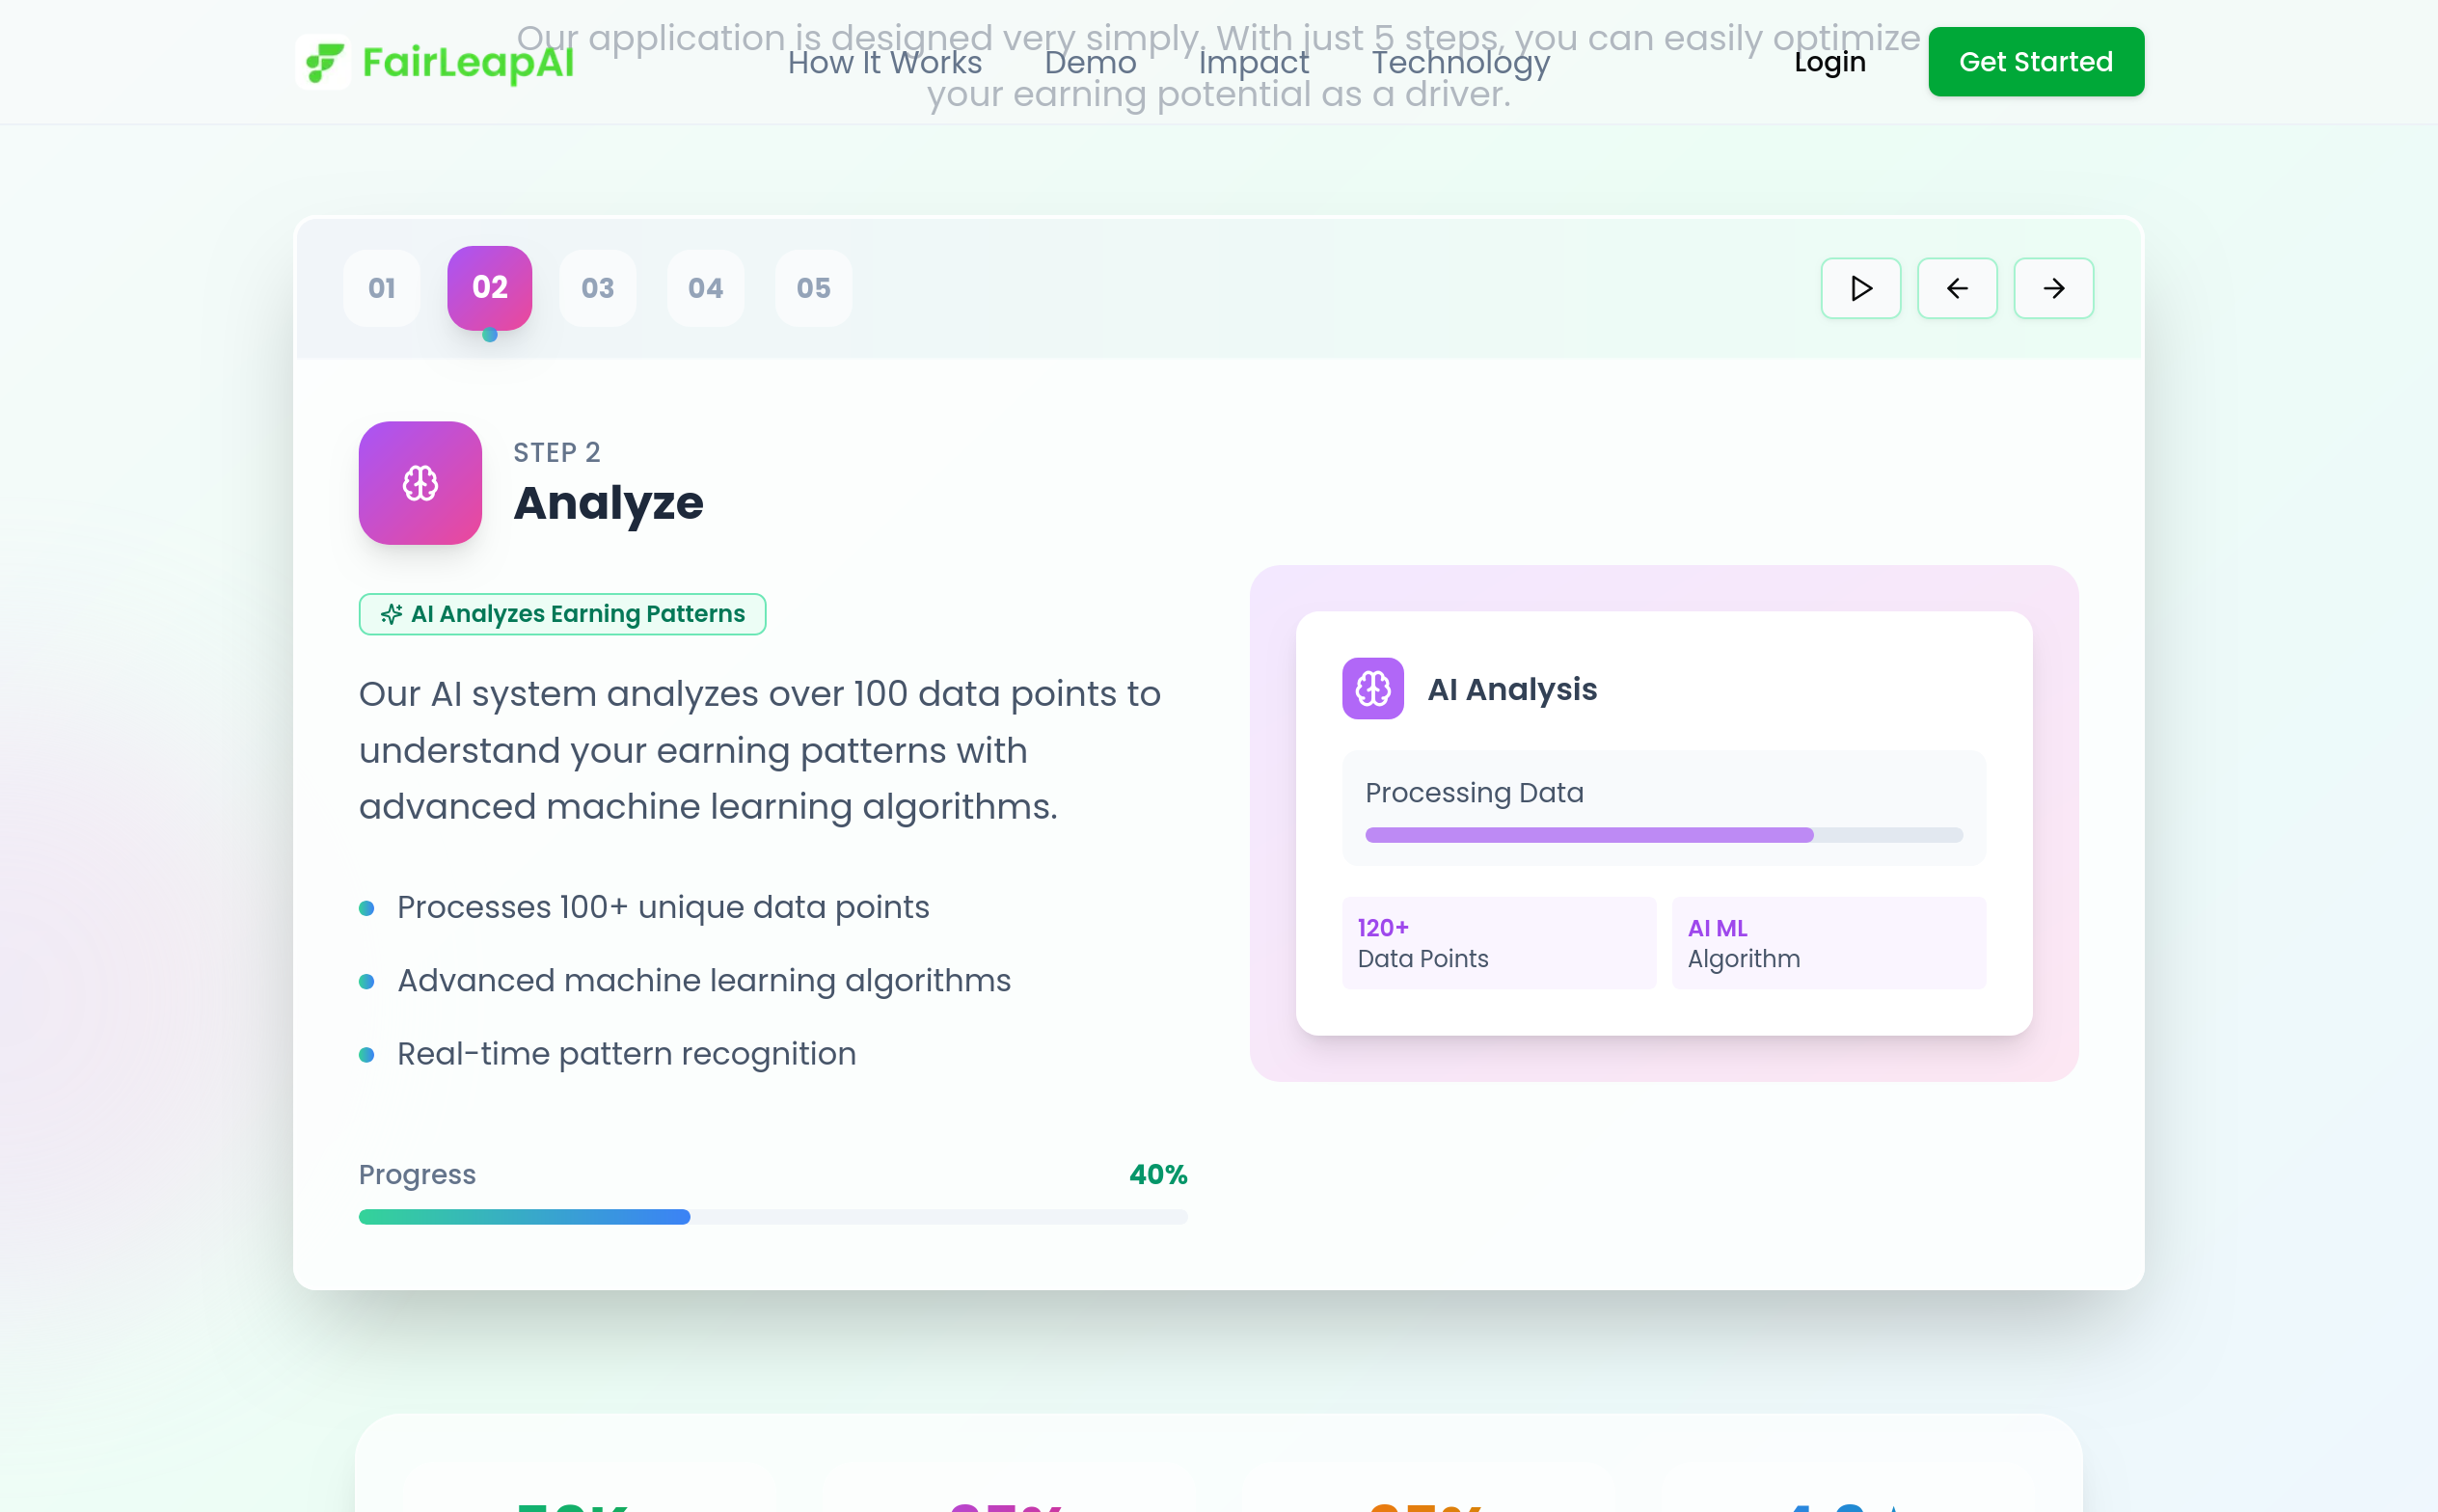 Our application is designed very simply. With just 5 steps, you can easily optimize
your earning potential as a driver.
FairLeapAI
How It Works
Demo
Impact
Technology
Login
Get Started
01
02
03
04
05
STEP 2
Analyze
AI Analyzes Earning Patterns
Our AI system analyzes over 100 data points to
understand your earning patterns with
advanced machine learning algorithms.
Processes 100+ unique data points
Advanced machine learning algorithms
Real-time pattern recognition
Progress
40%
AI Analysis
Processing Data
120+
Data Points
AI ML
Algorithm